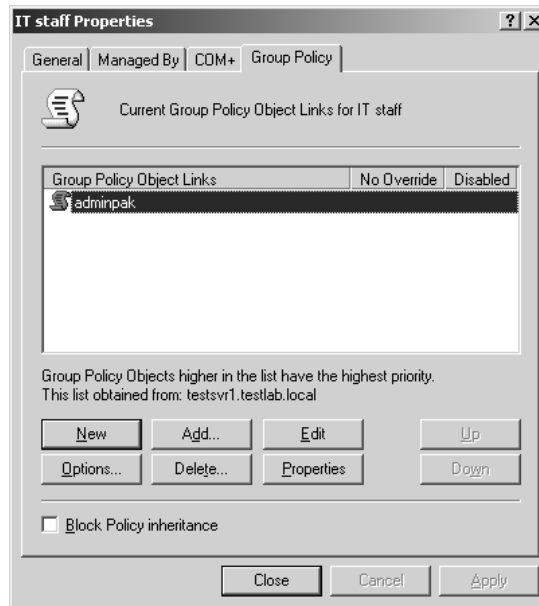 IT staff Properties
General Managed By COM+ Group Policy
Current Group Policy Object Links for IT staff
Group Policy Object Links No Override Disabled
adminpak
Group Policy Objects higher in the list have the highest priority.
This list obtained from: testsvr1.testlab.local
New Add... Edit Up
Options... Delete... Properties Down
Block Policy inheritance
Close Cancel Apply